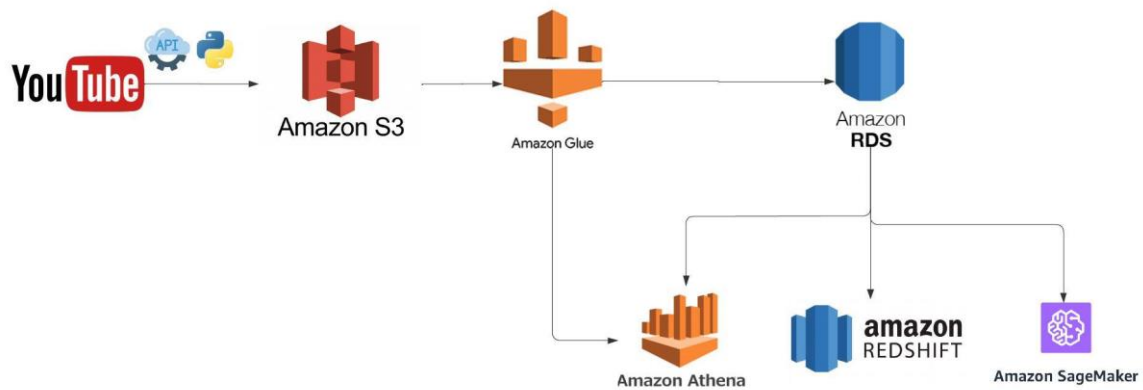 API
YouTube
Amazon S3
Amazon Glue
Amazon
RDS
Amazon Athena
amazon
REDSHIFT
Amazon SageMaker